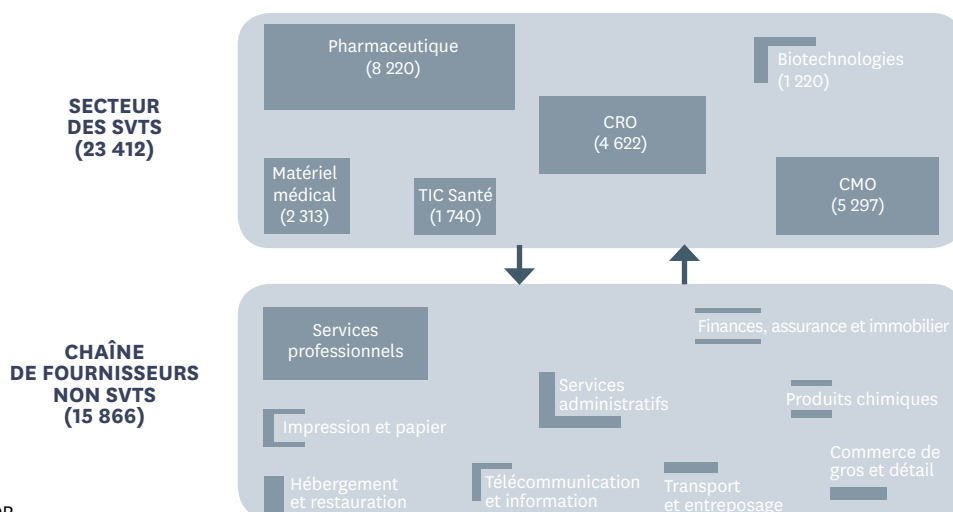 SECTEUR
DES SVTS
(23 412)
Pharmaceutique
(8 220)
Biotechnologies
(1 220)
CRO
(4 622)
Matériel
médical
(2 313)
TIC Santé
(1 740)
CMO
(5 297)
CHAÎNE
DE FOURNISSEURS
NON SVTS
(15 866)
Services
professionnels
Finances, assurance et immobilier
Services
administratifs
Produits chimiques
Impression et papier
Commerce de
gros et détail
Hébergement
et restauration
Télécommunication
et information
Transport
et entreposage